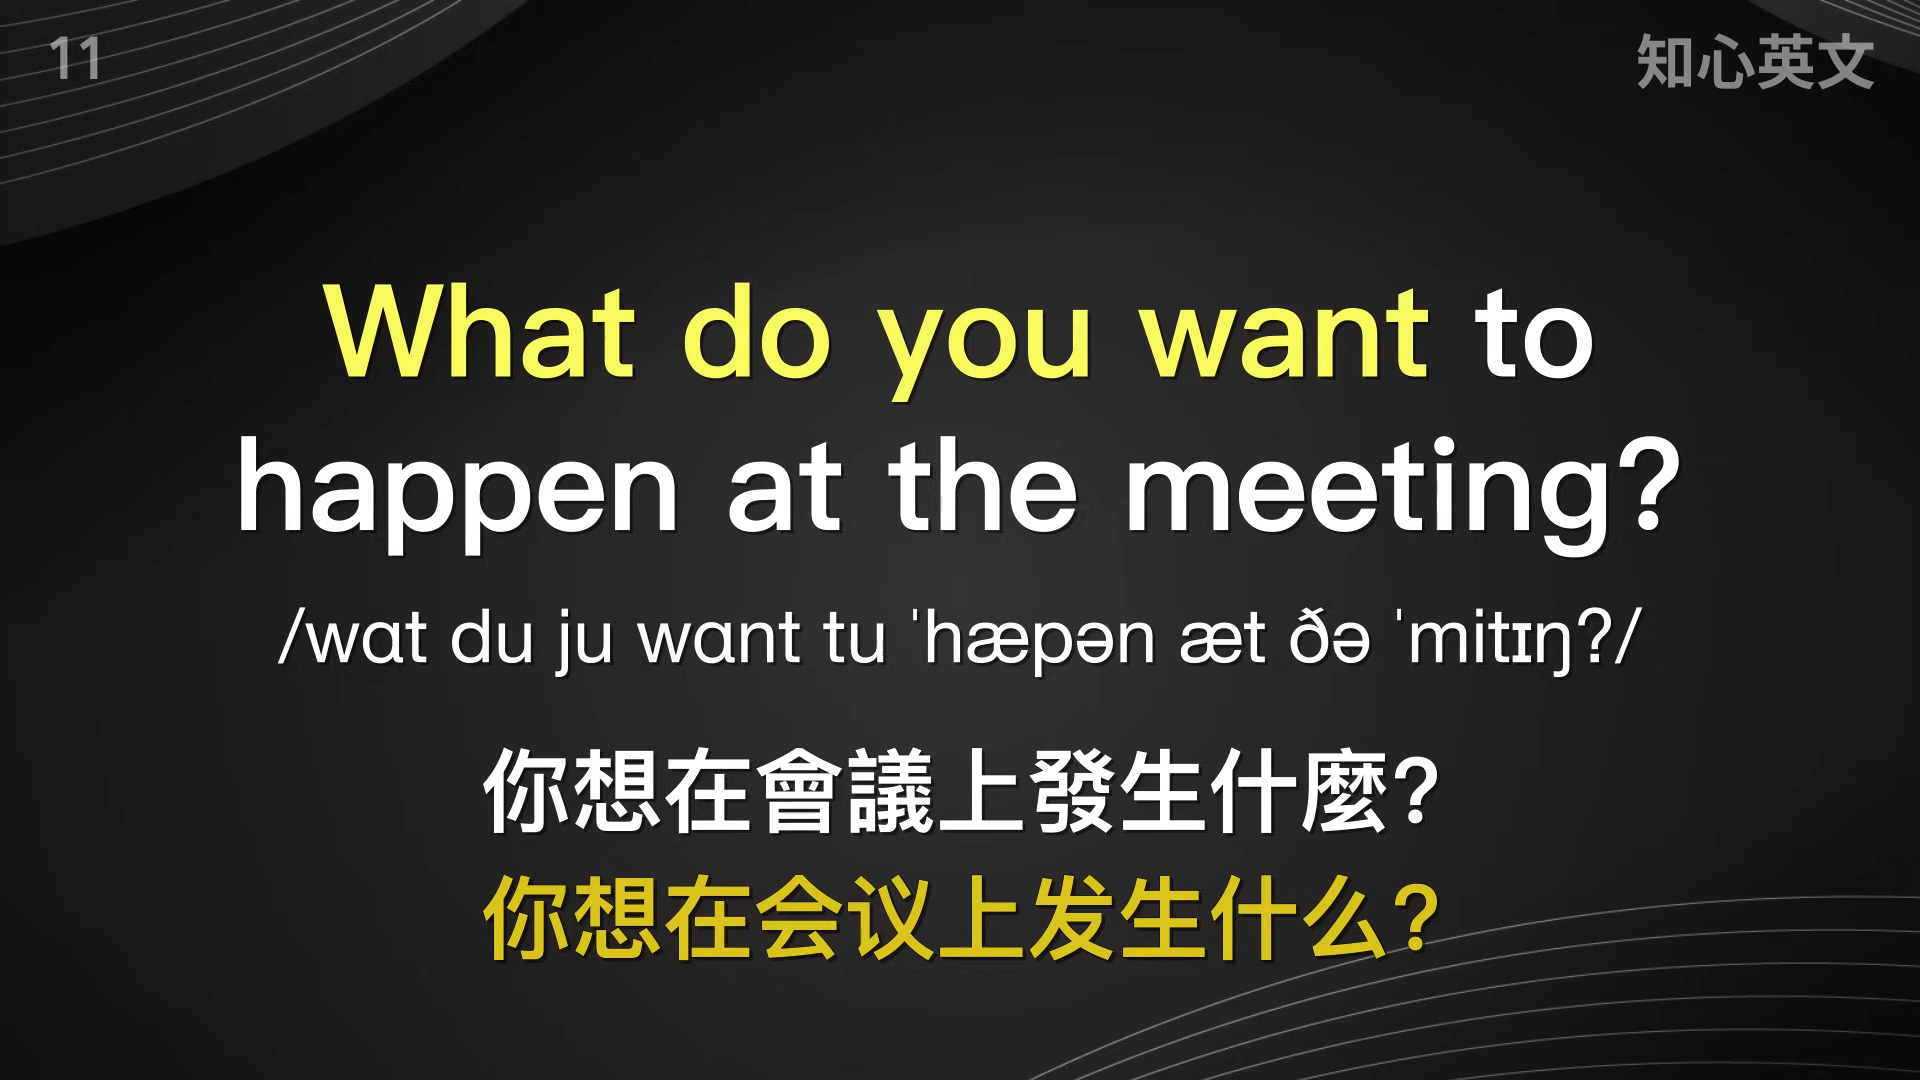 11
知心英文
What do you want to
happen at the meeting?
/wɑt du ju wɑnt tu ˈhæpən æt ðə ˈmitɪŋ?/
你想在會議上發生什麼?
你想在会议上发生什么?